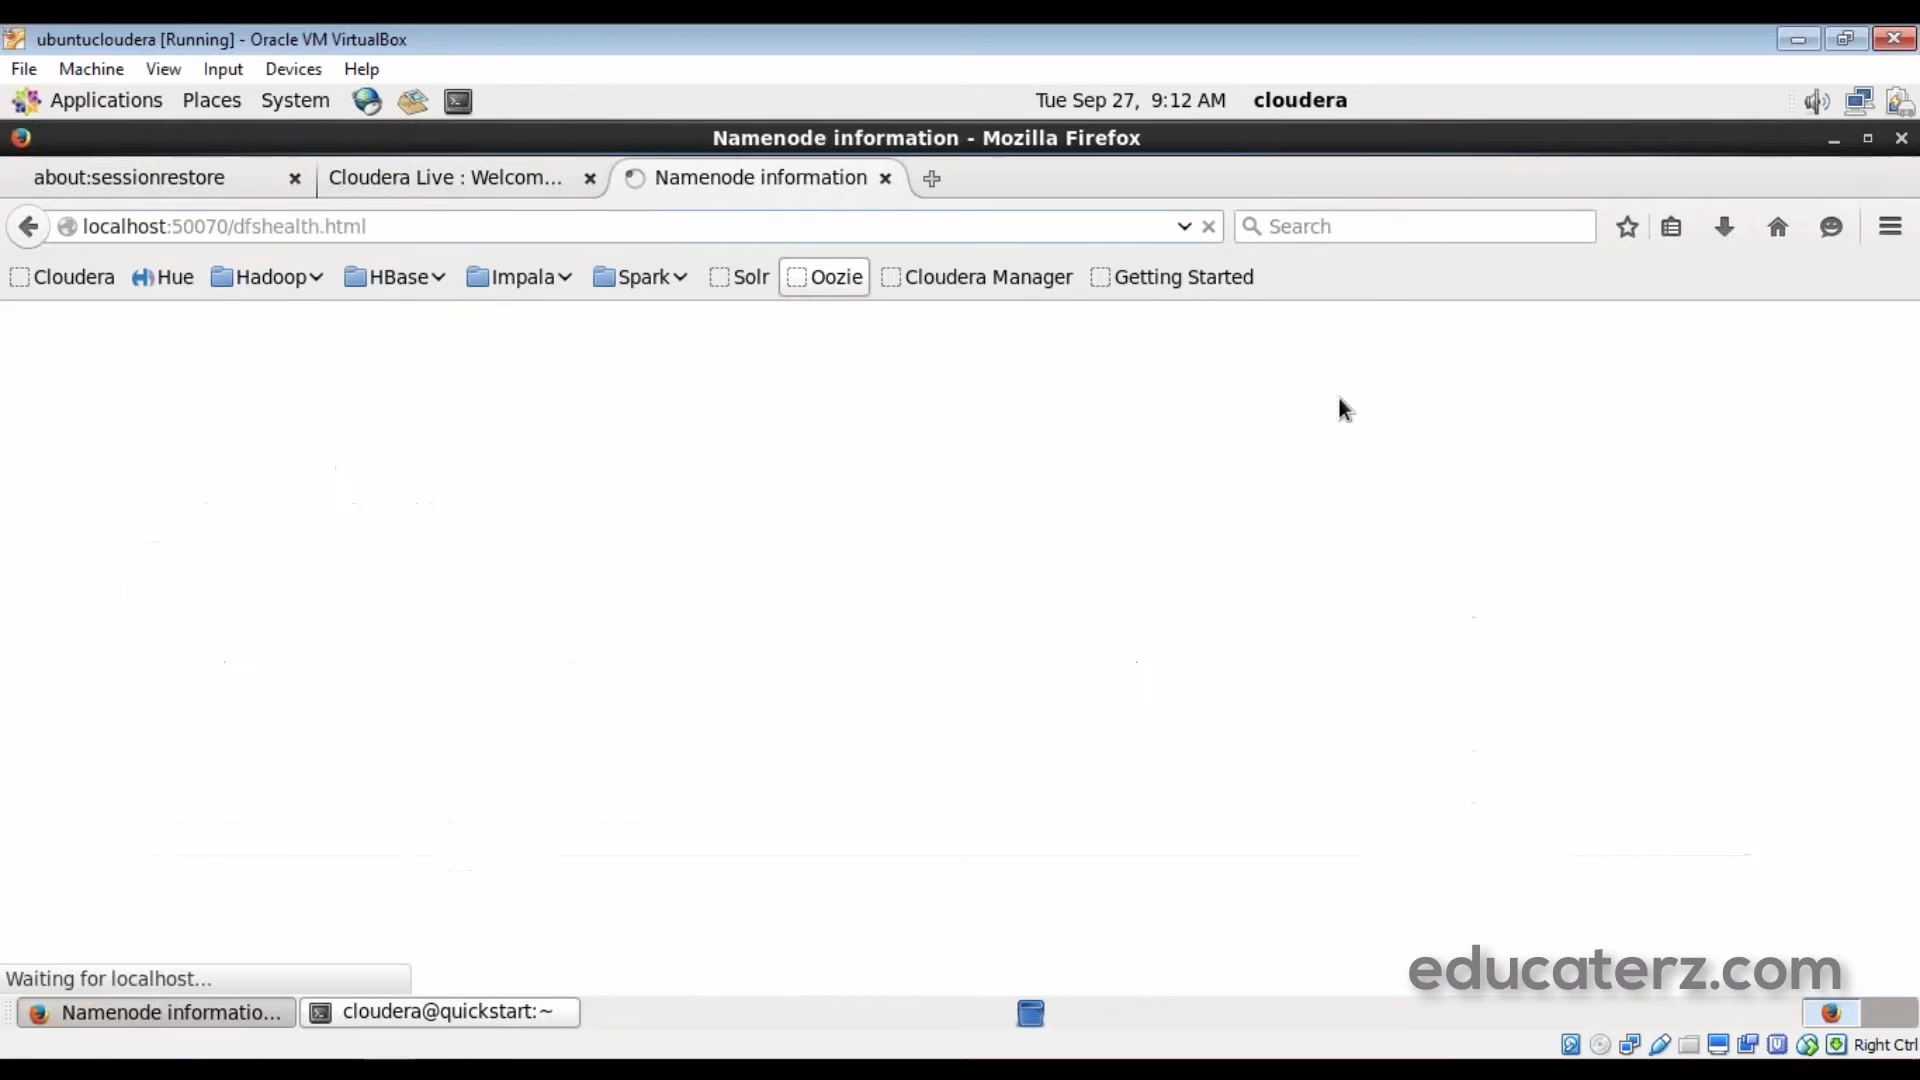 ubuntucloudera [Running] - Oracle VM VirtualBox
File Machine View Input Devices Help
Applications Places System Tue Sep 27, 9:12 AM cloudera
Namenode information - Mozilla Firefox
about:sessionrestore Cloudera Live : Welcom... Namenode information
localhost:50070/dfshealth.html Search
Cloudera Hue Hadoop HBase Impala Spark Solr Oozie Cloudera Manager Getting Started
educaterz.com
Waiting for localhost...
Namenode informatio... cloudera@quickstart:~
Right Ctrl